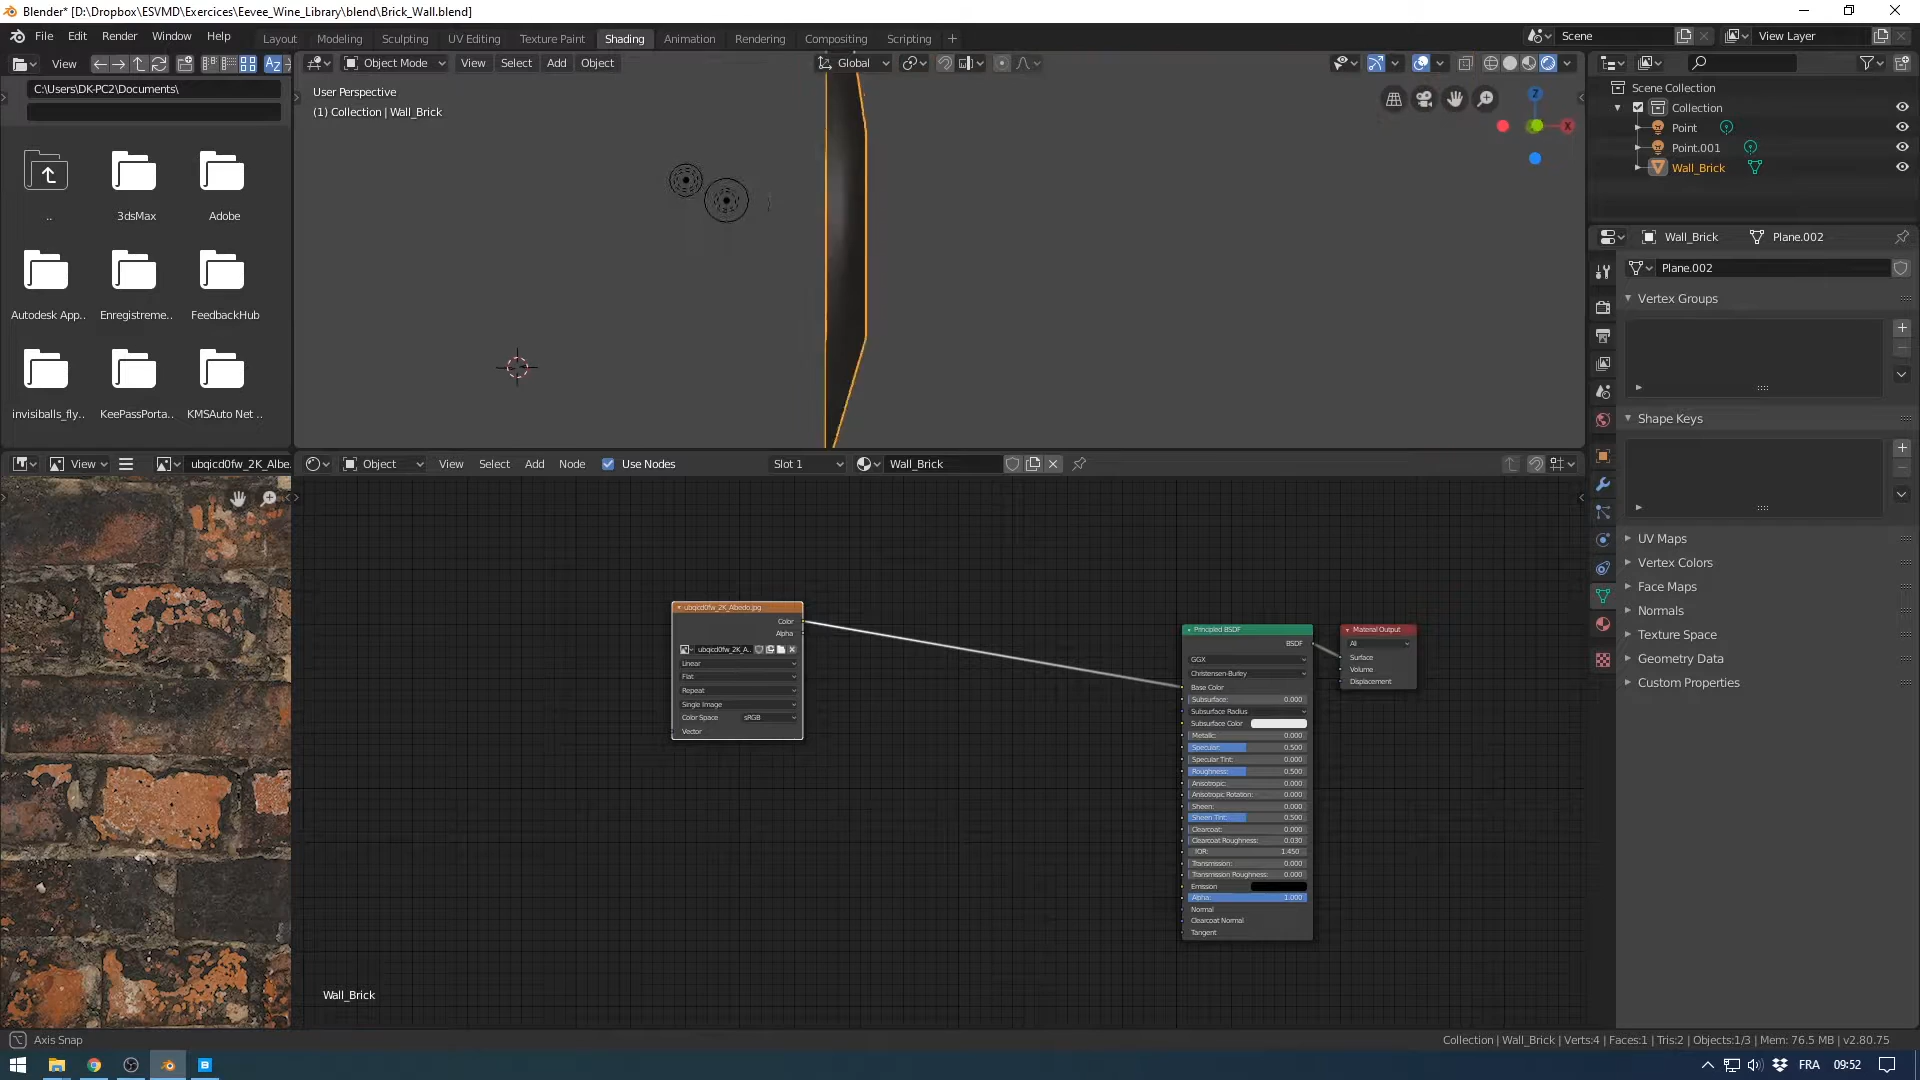 Blender* [D:\Dropbox\ESVMD\Exercices\Eevee_Wine_Library\blend\Brick_Wall.blend]
File Edit Render Window Help
Layout Modeling Sculpting UV Editing Texture Paint Shading Animation Rendering Compositing Scripting +
Scene
View Layer
View
Object Mode View Select Add Object
Global
C:\Users\DK-PC2\Documents\
User Perspective
(1) Collection | Wall_Brick
Z
X
Scene Collection
Collection
Point
Point.001
Wall_Brick
..
3dsMax
Adobe
Autodesk App..
Enregistreme..
FeedbackHub
invisiballs_fly..
KeePassPorta..
KMSAuto Net ..
Wall_Brick
Plane.002
Plane.002
Vertex Groups
Shape Keys
UV Maps
Vertex Colors
Face Maps
Normals
Texture Space
Geometry Data
Custom Properties
View
ubqicd0fw_2K_Albe.
Object View Select Add Node Use Nodes
Slot 1
Wall_Brick
ubqicd0fw_2K_Albedo.jpg
Color
Alpha
ubqicd0fw_2K_A..
Linear
Flat
Repeat
Single Image
Color Space sRGB
Vector
Principled BSDF
BSDF
GGX
Christensen-Burley
Base Color
Subsurface: 0.000
Subsurface Radius
Subsurface Color
Metallic: 0.000
Specular: 0.500
Specular Tint: 0.000
Roughness: 0.500
Anisotropic: 0.000
Anisotropic Rotation: 0.000
Sheen: 0.000
Sheen Tint: 0.500
Clearcoat: 0.000
Clearcoat Roughness: 0.030
IOR: 1.450
Transmission: 0.000
Transmission Roughness: 0.000
Emission
Alpha: 1.000
Normal
Clearcoat Normal
Tangent
Material Output
All
Surface
Volume
Displacement
Wall_Brick
Axis Snap
Collection | Wall_Brick | Verts:4 | Faces:1 | Tris:2 | Objects:1/3 | Mem: 76.5 MB | v2.80.75
FRA 09:52